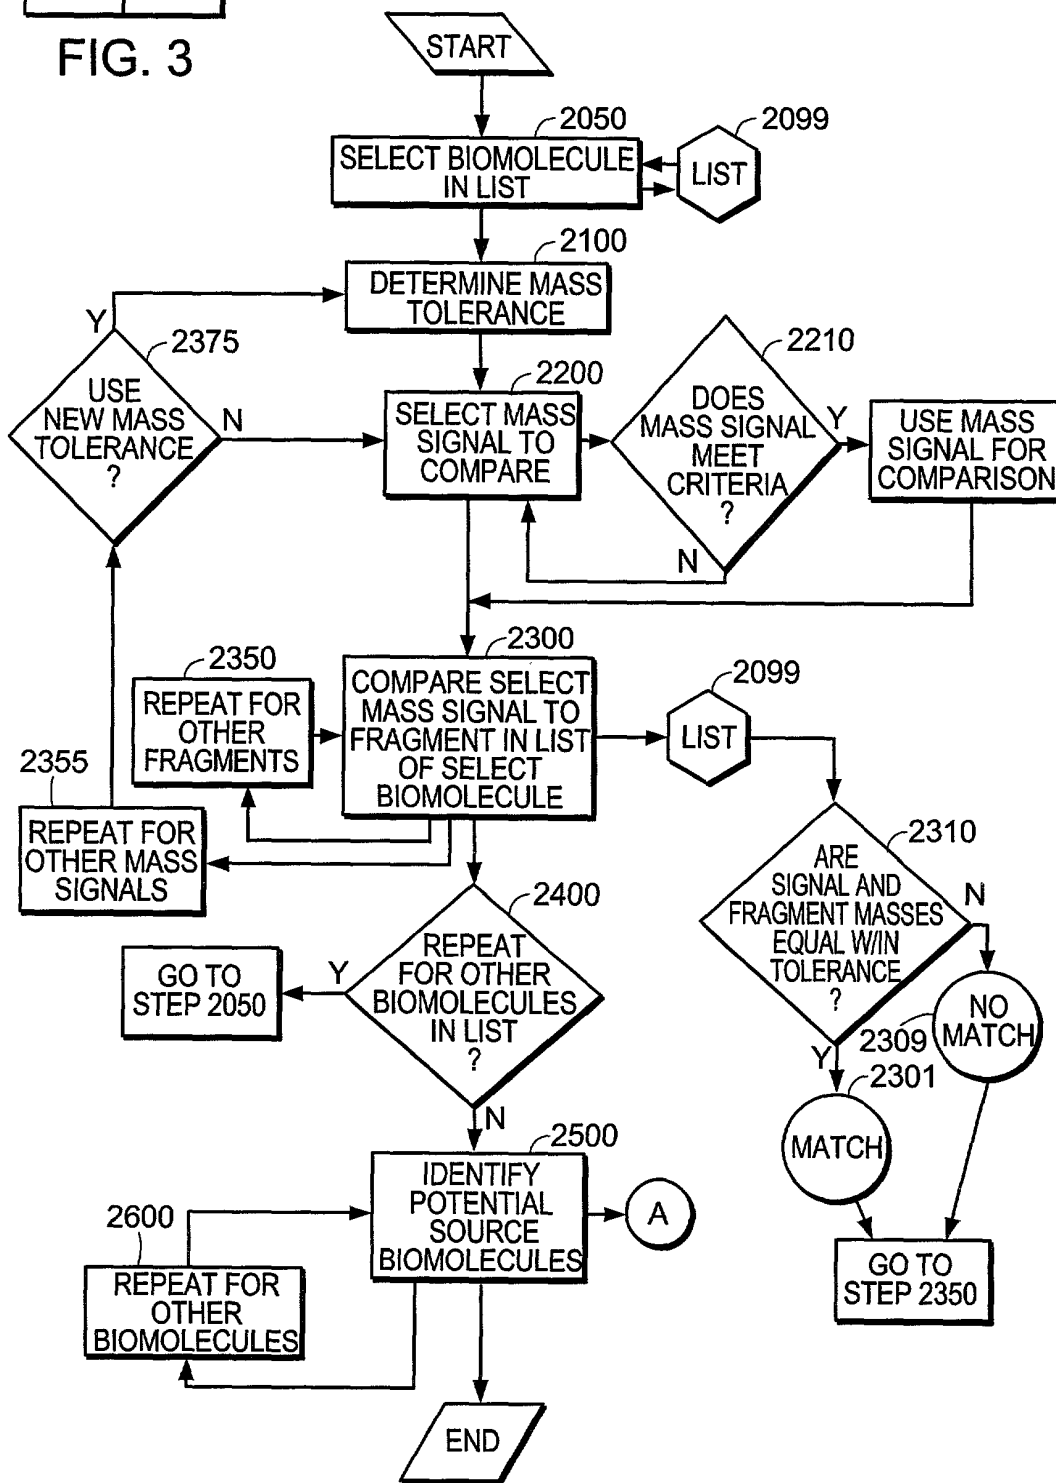 FIG. 3
START
2050
SELECT BIOMOLECULE
IN LIST
2099
LIST
2100
DETERMINE MASS
TOLERANCE
Y
2375
USE
NEW MASS
TOLERANCE
?
N
2200
SELECT MASS
SIGNAL TO
COMPARE
2210
DOES
MASS SIGNAL
MEET
CRITERIA
?
Y
N
USE MASS
SIGNAL FOR
COMPARISON
2300
COMPARE SELECT
MASS SIGNAL TO
FRAGMENT IN LIST
OF SELECT
BIOMOLECULE
2350
REPEAT FOR
OTHER
FRAGMENTS
2355
REPEAT FOR
OTHER MASS
SIGNALS
2099
LIST
2310
ARE
SIGNAL AND
FRAGMENT MASSES
EQUAL W/IN
TOLERANCE
?
N
Y
2309
NO
MATCH
2301
MATCH
GO TO
STEP 2350
2400
REPEAT
FOR OTHER
BIOMOLECULES
IN LIST
?
Y
GO TO
STEP 2050
N
2500
IDENTIFY
POTENTIAL
SOURCE
BIOMOLECULES
A
2600
REPEAT FOR
OTHER
BIOMOLECULES
END